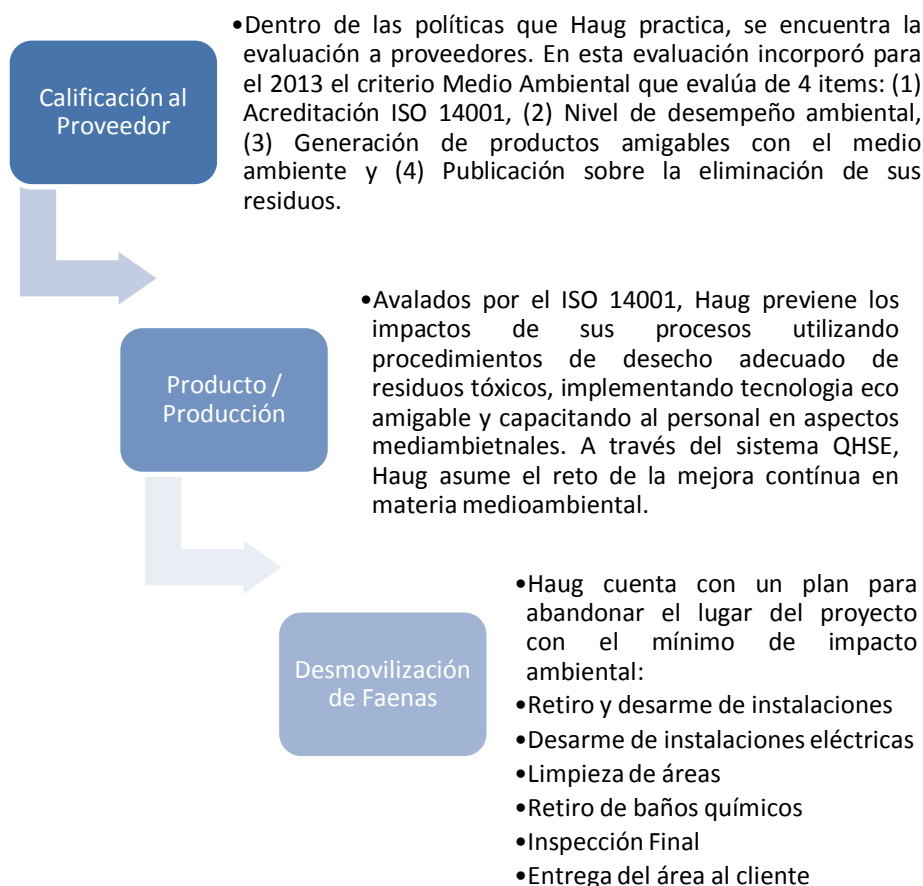 Calificación al
Proveedor
•Dentro de las políticas que Haug practica, se encuentra la
evaluación a proveedores. En esta evaluación incorporó para
el 2013 el criterio Medio Ambiental que evalúa de 4 items: (1)
Acreditación ISO 14001, (2) Nivel de desempeño ambiental,
(3) Generación de productos amigables con el medio
ambiente y (4) Publicación sobre la eliminación de sus
residuos.
Producto /
Producción
•Avalados por el ISO 14001, Haug previene los
impactos de sus procesos utilizando
procedimientos de desecho adecuado de
residuos tóxicos, implementando tecnologia eco
amigable y capacitando al personal en aspectos
mediambietnales. A través del sistema QHSE,
Haug asume el reto de la mejora contínua en
materia medioambiental.
Desmovilización
de Faenas
•Haug cuenta con un plan para
abandonar el lugar del proyecto
con el mínimo de impacto
ambiental:
•Retiro y desarme de instalaciones
•Desarme de instalaciones eléctricas
•Limpieza de áreas
•Retiro de baños químicos
•Inspección Final
•Entrega del área al cliente